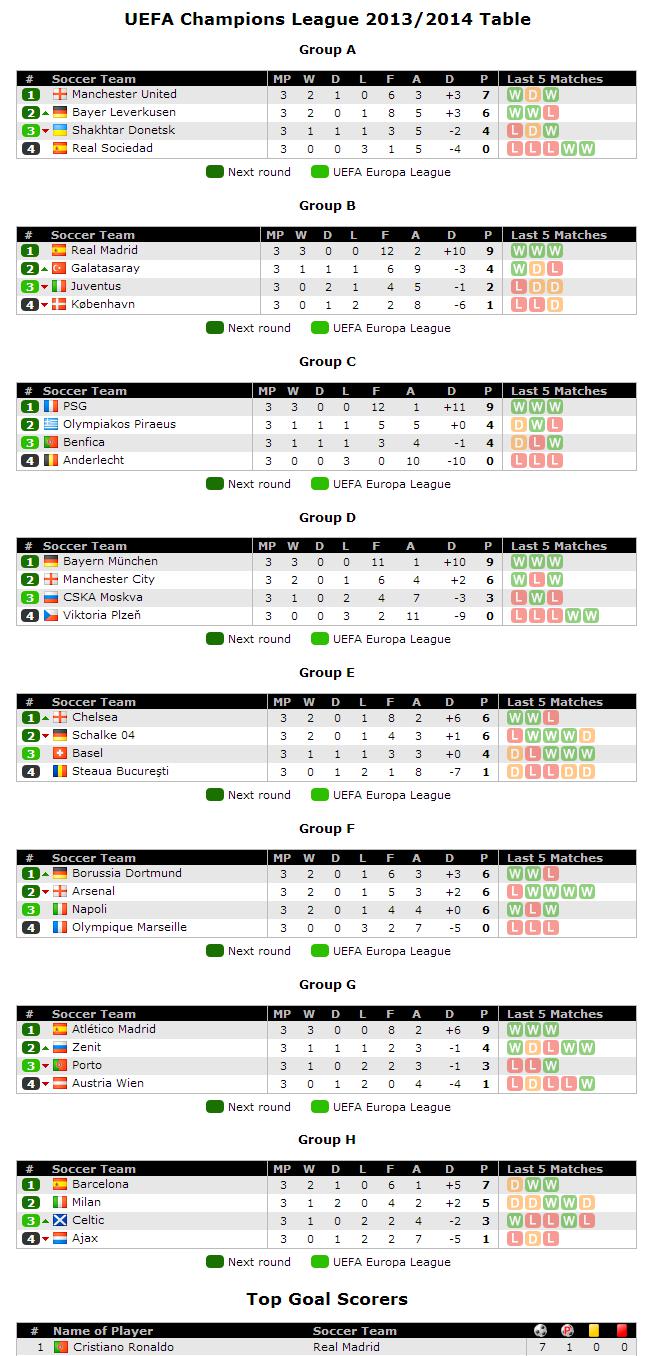 UEFA Champions League 2013/2014 Table
Group A
# Soccer Team MP W D L F A D P Last 5 Matches
1 Manchester United 3 2 1 0 6 3 +3 7 W D W
2 Bayer Leverkusen 3 2 0 1 8 5 +3 6 W W L
3 Shakhtar Donetsk 3 1 1 1 3 5 -2 4 L D W
4 Real Sociedad 3 0 0 3 1 5 -4 0 L L L W W
Next round UEFA Europa League
Group B
# Soccer Team MP W D L F A D P Last 5 Matches
1 Real Madrid 3 3 0 0 12 2 +10 9 W W W
2 Galatasaray 3 1 1 1 6 9 -3 4 W D L
3 Juventus 3 0 2 1 4 5 -1 2 L D D
4 København 3 0 1 2 2 8 -6 1 L L D
Next round UEFA Europa League
Group C
# Soccer Team MP W D L F A D P Last 5 Matches
1 PSG 3 3 0 0 12 1 +11 9 W W W
2 Olympiakos Piraeus 3 1 1 1 5 5 +0 4 D W L
3 Benfica 3 1 1 1 3 4 -1 4 D L W
4 Anderlecht 3 0 0 3 0 10 -10 0 L L L
Next round UEFA Europa League
Group D
# Soccer Team MP W D L F A D P Last 5 Matches
1 Bayern München 3 3 0 0 11 1 +10 9 W W W
2 Manchester City 3 2 0 1 6 4 +2 6 W L W
3 CSKA Moskva 3 1 0 2 4 7 -3 3 L W L
4 Viktoria Plzeň 3 0 0 3 2 11 -9 0 L L L W W
Next round UEFA Europa League
Group E
# Soccer Team MP W D L F A D P Last 5 Matches
1 Chelsea 3 2 0 1 8 2 +6 6 W W L
2 Schalke 04 3 2 0 1 4 3 +1 6 L W W W D
3 Basel 3 1 1 1 3 3 +0 4 D L W W W
4 Steaua Bucureşti 3 0 1 2 1 8 -7 1 D L L D D
Next round UEFA Europa League
Group F
# Soccer Team MP W D L F A D P Last 5 Matches
1 Borussia Dortmund 3 2 0 1 6 3 +3 6 W W L
2 Arsenal 3 2 0 1 5 3 +2 6 L W W W W
3 Napoli 3 2 0 1 4 4 +0 6 W L W
4 Olympique Marseille 3 0 0 3 2 7 -5 0 L L L
Next round UEFA Europa League
Group G
# Soccer Team MP W D L F A D P Last 5 Matches
1 Atlético Madrid 3 3 0 0 8 2 +6 9 W W W
2 Zenit 3 1 1 1 2 3 -1 4 W D L W W
3 Porto 3 1 0 2 2 3 -1 3 L L W
4 Austria Wien 3 0 1 2 0 4 -4 1 L D L L W
Next round UEFA Europa League
Group H
# Soccer Team MP W D L F A D P Last 5 Matches
1 Barcelona 3 2 1 0 6 1 +5 7 D W W
2 Milan 3 1 2 0 4 2 +2 5 D D W W D
3 Celtic 3 1 0 2 2 4 -2 3 W L L W L
4 Ajax 3 0 1 2 2 7 -5 1 L D L
Next round UEFA Europa League
Top Goal Scorers
# Name of Player Soccer Team
1 Cristiano Ronaldo Real Madrid 7 1 0 0